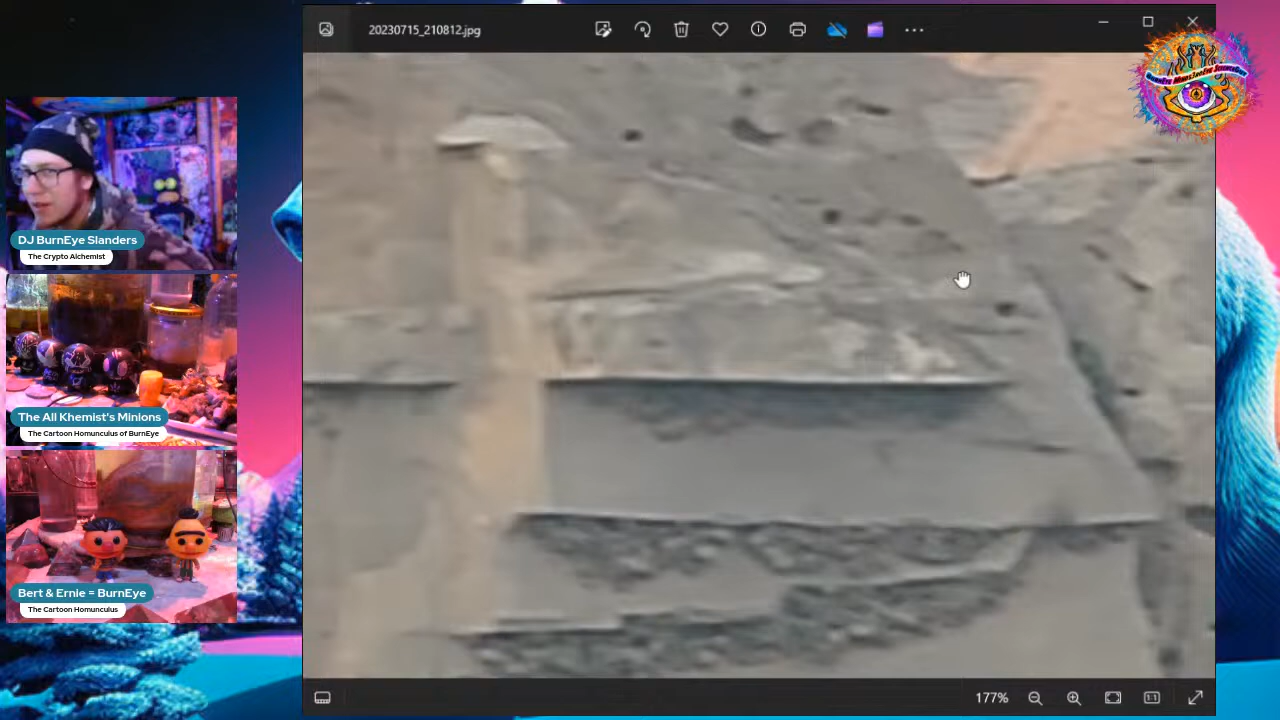 20230715_210812.jpg
DJ BurnEye Slanders
The Crypto Alchemist
The All Khemist's Minions
The Cartoon Homunculus of BurnEye
Bert & Ernie = BurnEye
The Cartoon Homunculus
177%